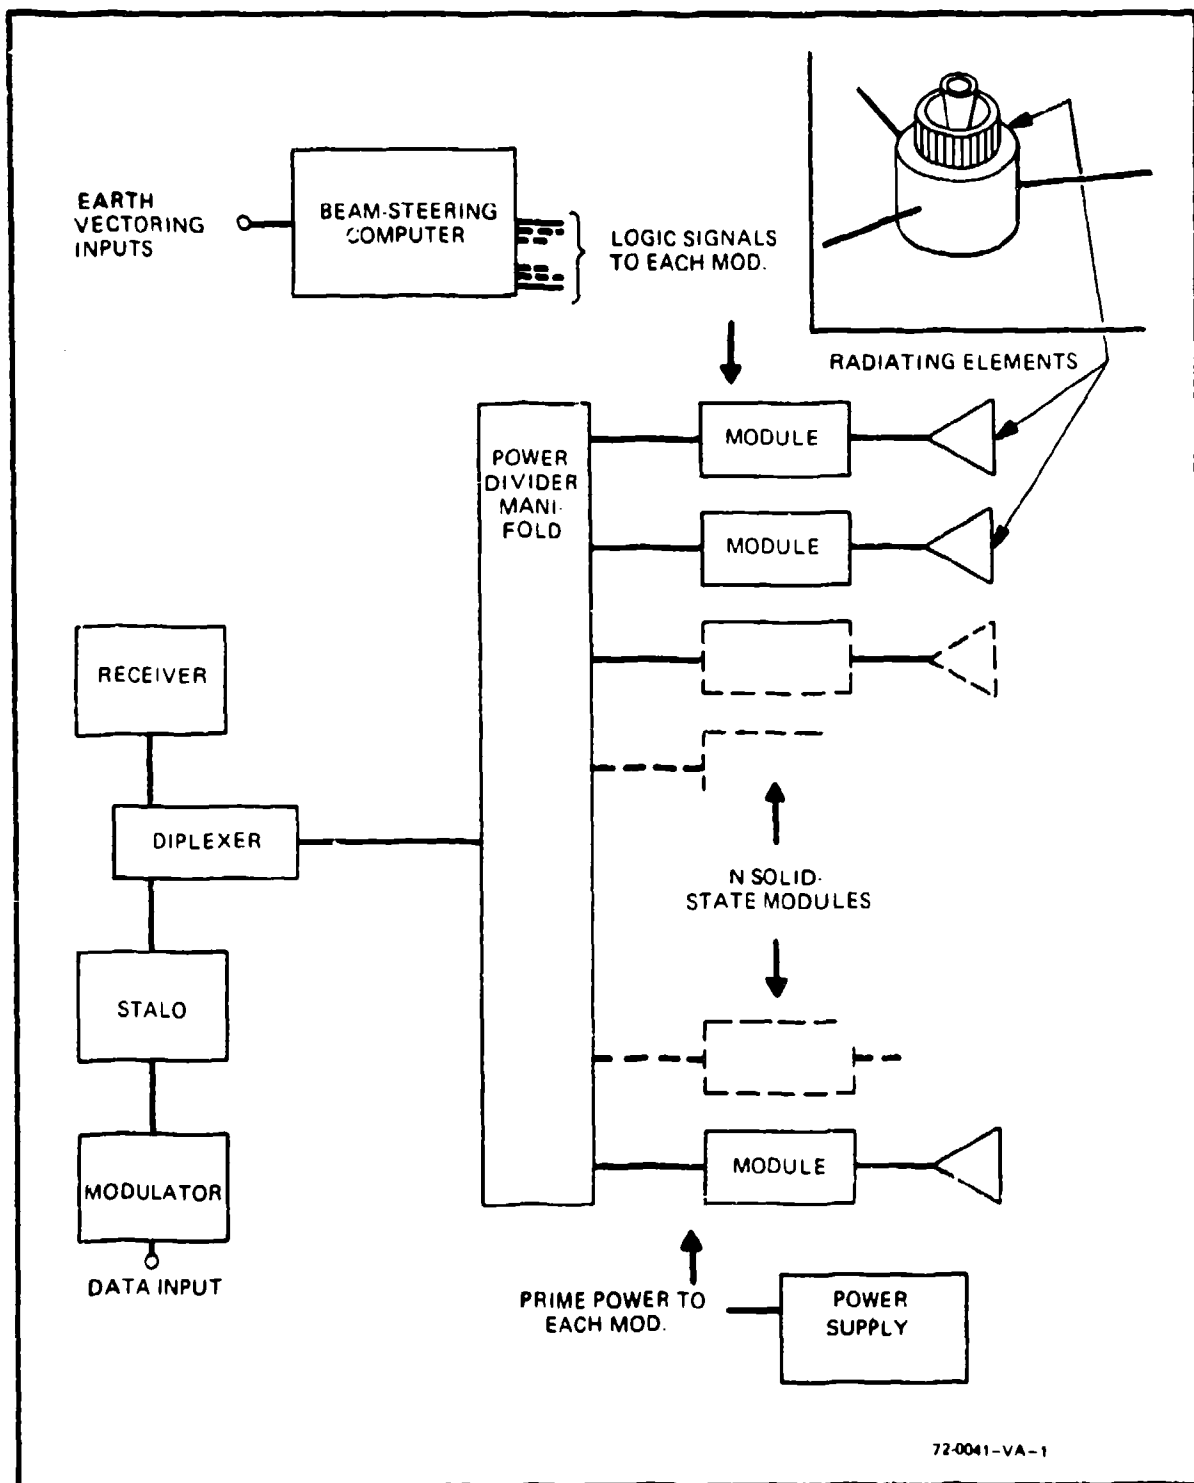 EARTH
VECTORING
INPUTS
BEAM-STEERING
COMPUTER
LOGIC SIGNALS
TO EACH MOD.
RADIATING ELEMENTS
POWER
DIVIDER
MANI-
FOLD
MODULE
MODULE
RECEIVER
DIPLEXER
N SOLID-
STATE MODULES
STALO
MODULATOR
DATA INPUT
MODULE
PRIME POWER TO
EACH MOD.
POWER
SUPPLY
72-0041-VA-1